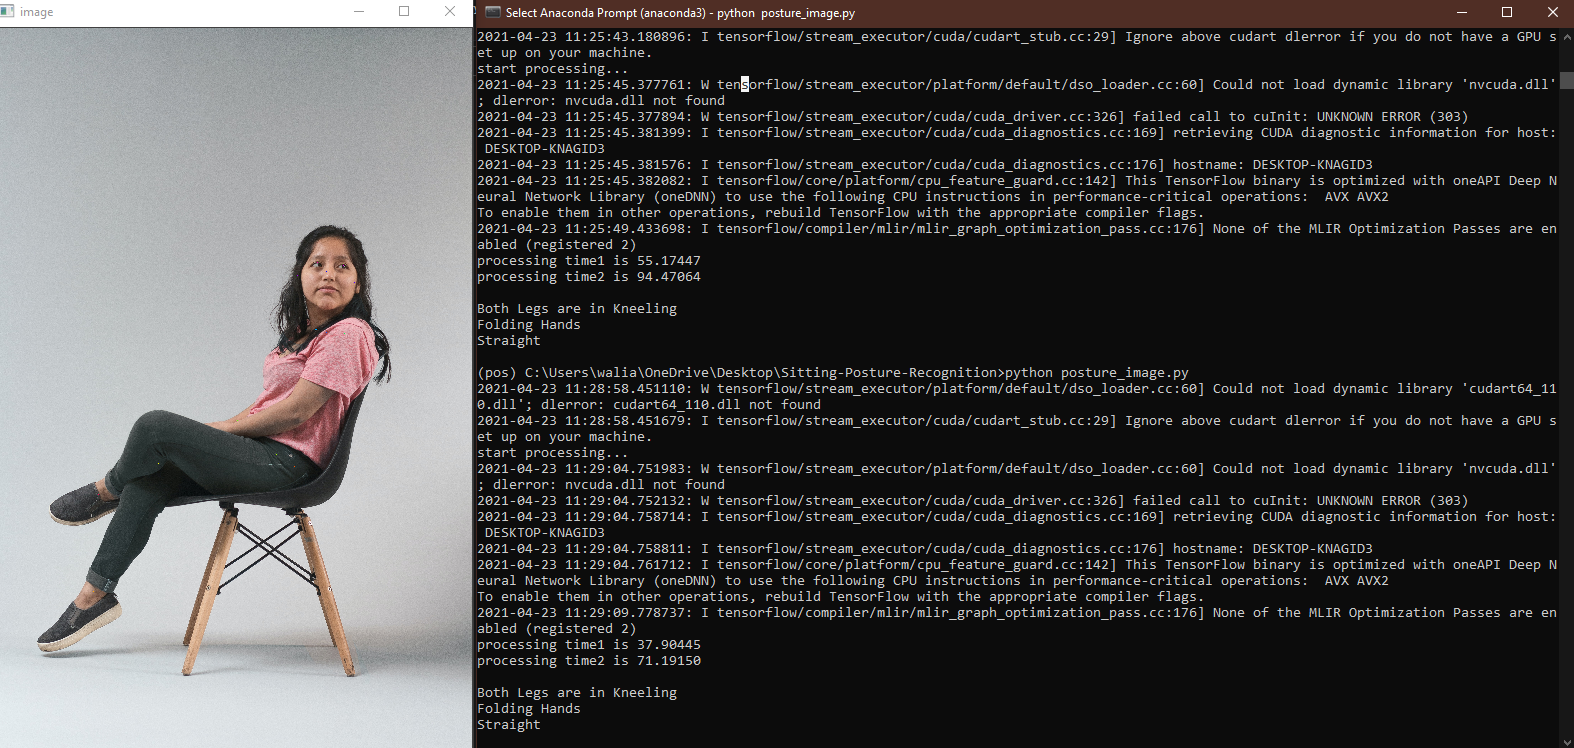 image
Select Anaconda Prompt (anaconda3) - python  posture_image.py
2021-04-23 11:25:43.180896: I tensorflow/stream_executor/cuda/cudart_stub.cc:29] Ignore above cudart dlerror if you do not have a GPU s
et up on your machine.
start processing...
2021-04-23 11:25:45.377761: W tensorflow/stream_executor/platform/default/dso_loader.cc:60] Could not load dynamic library 'nvcuda.dll'
; dlerror: nvcuda.dll not found
2021-04-23 11:25:45.377894: W tensorflow/stream_executor/cuda/cuda_driver.cc:326] failed call to cuInit: UNKNOWN ERROR (303)
2021-04-23 11:25:45.381399: I tensorflow/stream_executor/cuda/cuda_diagnostics.cc:169] retrieving CUDA diagnostic information for host:
 DESKTOP-KNAGID3
2021-04-23 11:25:45.381576: I tensorflow/stream_executor/cuda/cuda_diagnostics.cc:176] hostname: DESKTOP-KNAGID3
2021-04-23 11:25:45.382082: I tensorflow/core/platform/cpu_feature_guard.cc:142] This TensorFlow binary is optimized with oneAPI Deep N
eural Network Library (oneDNN) to use the following CPU instructions in performance-critical operations:  AVX AVX2
To enable them in other operations, rebuild TensorFlow with the appropriate compiler flags.
2021-04-23 11:25:49.433698: I tensorflow/compiler/mlir/mlir_graph_optimization_pass.cc:176] None of the MLIR Optimization Passes are en
abled (registered 2)
processing time1 is 55.17447
processing time2 is 94.47064
Both Legs are in Kneeling
Folding Hands
Straight
(pos) C:\Users\walia\OneDrive\Desktop\Sitting-Posture-Recognition>python posture_image.py
2021-04-23 11:28:58.451110: W tensorflow/stream_executor/platform/default/dso_loader.cc:60] Could not load dynamic library 'cudart64_11
0.dll'; dlerror: cudart64_110.dll not found
2021-04-23 11:28:58.451679: I tensorflow/stream_executor/cuda/cudart_stub.cc:29] Ignore above cudart dlerror if you do not have a GPU s
et up on your machine.
start processing...
2021-04-23 11:29:04.751983: W tensorflow/stream_executor/platform/default/dso_loader.cc:60] Could not load dynamic library 'nvcuda.dll'
; dlerror: nvcuda.dll not found
2021-04-23 11:29:04.752132: W tensorflow/stream_executor/cuda/cuda_driver.cc:326] failed call to cuInit: UNKNOWN ERROR (303)
2021-04-23 11:29:04.758714: I tensorflow/stream_executor/cuda/cuda_diagnostics.cc:169] retrieving CUDA diagnostic information for host:
 DESKTOP-KNAGID3
2021-04-23 11:29:04.758811: I tensorflow/stream_executor/cuda/cuda_diagnostics.cc:176] hostname: DESKTOP-KNAGID3
2021-04-23 11:29:04.761712: I tensorflow/core/platform/cpu_feature_guard.cc:142] This TensorFlow binary is optimized with oneAPI Deep N
eural Network Library (oneDNN) to use the following CPU instructions in performance-critical operations:  AVX AVX2
To enable them in other operations, rebuild TensorFlow with the appropriate compiler flags.
2021-04-23 11:29:09.778737: I tensorflow/compiler/mlir/mlir_graph_optimization_pass.cc:176] None of the MLIR Optimization Passes are en
abled (registered 2)
processing time1 is 37.90445
processing time2 is 71.19150
Both Legs are in Kneeling
Folding Hands
Straight